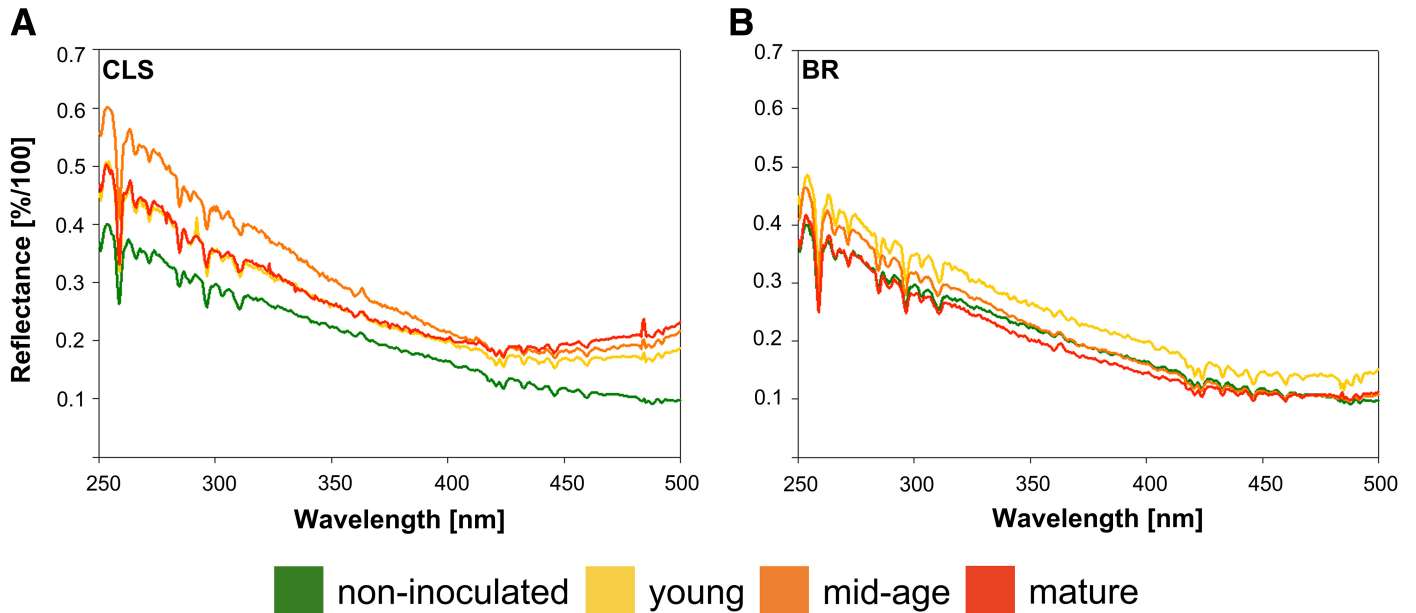 A
B
CLS
BR
0.7
0.6
0.5
0.4
0.3
0.2
0.1
Reflectance [%/100]
250 300 350 400 450 500
Wavelength [nm]
0.7
0.6
0.5
0.4
0.3
0.2
0.1
250 300 350 400 450 500
Wavelength [nm]
non-inoculated young mid-age mature